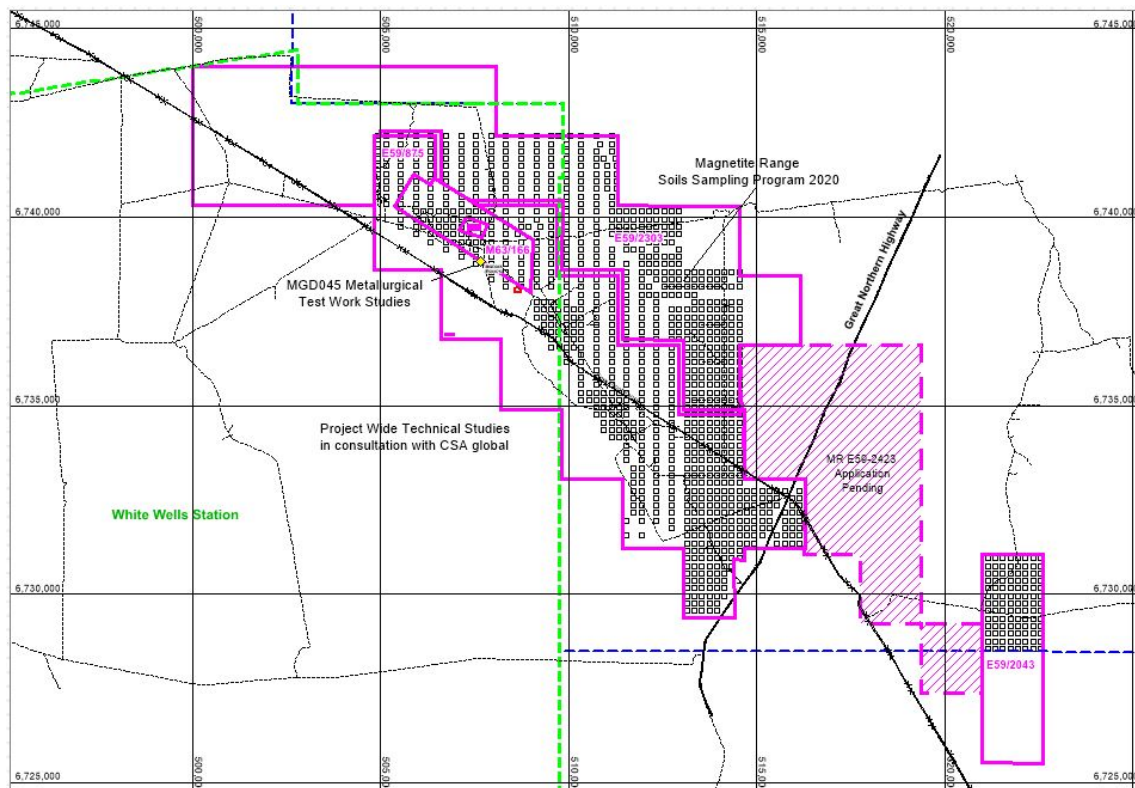 6,745,000
6,745,000
500,000
505,000
510,000
515,000
520,000
E59/875
Magnetite Range
Soils Sampling Program 2020
6,740,000
6,740,000
E59/2303
M63/166
Great Northern Highway
MGD045 Metallurgical
Test Work Studies
6,735,000
6,735,000
Project Wide Technical Studies
in consultation with CSA global
MR E59-2423
Application
Pending
White Wells Station
6,730,000
6,730,000
E59/2043
6,725,000
6,725,000
500,000
505,000
510,000
515,000
520,000